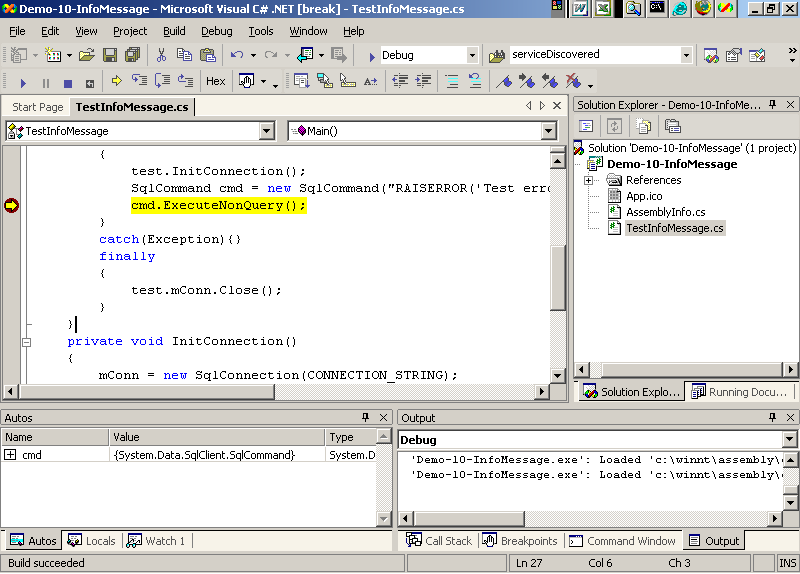 Demo-10-InfoMessage - Microsoft Visual C# .NET [break] - TestInfoMessage.cs
File Edit View Project Build Debug Tools Window Help
Debug serviceDiscovered
Hex
Start Page TestInfoMessage.cs
TestInfoMessage Main()
{
test.InitConnection();
SqlCommand cmd = new SqlCommand("RAISERROR('Test erro
cmd.ExecuteNonQuery();
}
catch(Exception){}
finally
{
test.mConn.Close();
}
}
private void InitConnection()
{
mConn = new SqlConnection(CONNECTION_STRING);
Solution Explorer - Demo-10-InfoMe...
Solution 'Demo-10-InfoMessage' (1 project)
Demo-10-InfoMessage
References
App.ico
AssemblyInfo.cs
TestInfoMessage.cs
Solution Explo... Running Docu...
Autos
Name Value Type
cmd {System.Data.SqlClient.SqlCommand} System.D
Autos Locals Watch 1
Output
Debug
'Demo-10-InfoMessage.exe': Loaded 'c:\winnt\assembly\
'Demo-10-InfoMessage.exe': Loaded 'c:\winnt\assembly\
Call Stack Breakpoints Command Window Output
Build succeeded Ln 27 Col 6 Ch 3 INS